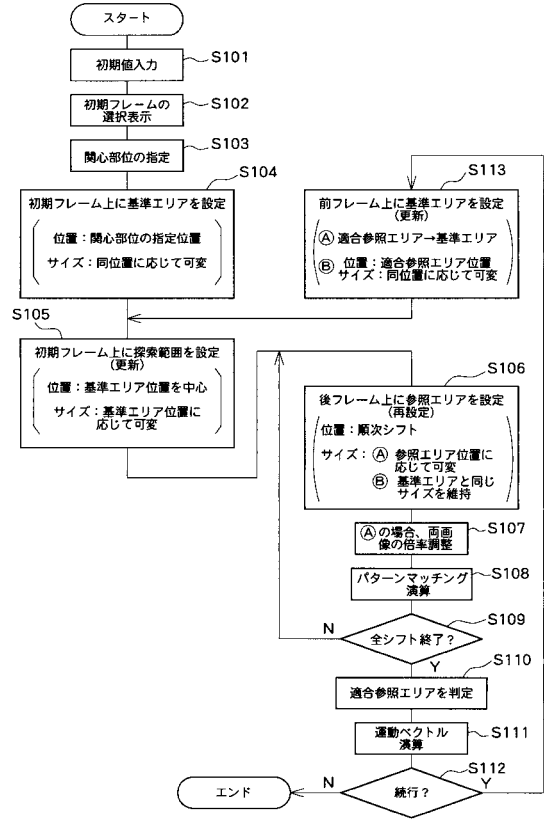 スタート
初期値入力
S101
初期フレームの
選択表示
S102
関心部位の指定
S103
初期フレーム上に基準エリアを設定
位置：関心部位の指定位置
サイズ：同位置に応じて可変
S104
前フレーム上に基準エリアを設定
(更新)
Ⓐ 適合参照エリア→基準エリア
Ⓑ 位置：適合参照エリア位置
サイズ：同位置に応じて可変
S113
S105
初期フレーム上に探索範囲を設定
(更新)
位置：基準エリア位置を中心
サイズ：基準エリア位置に
応じて可変
S106
後フレーム上に参照エリアを設定
(再設定)
位置：順次シフト
サイズ：Ⓐ 参照エリア位置に
応じて可変
Ⓑ 基準エリアと同じ
サイズを維持
Ⓐの場合、両画
像の倍率調整
S107
パターンマッチング
演算
S108
全シフト終了？
S109
N
Y
適合参照エリアを判定
S110
運動ベクトル
演算
S111
続行？
S112
N
Y
エンド